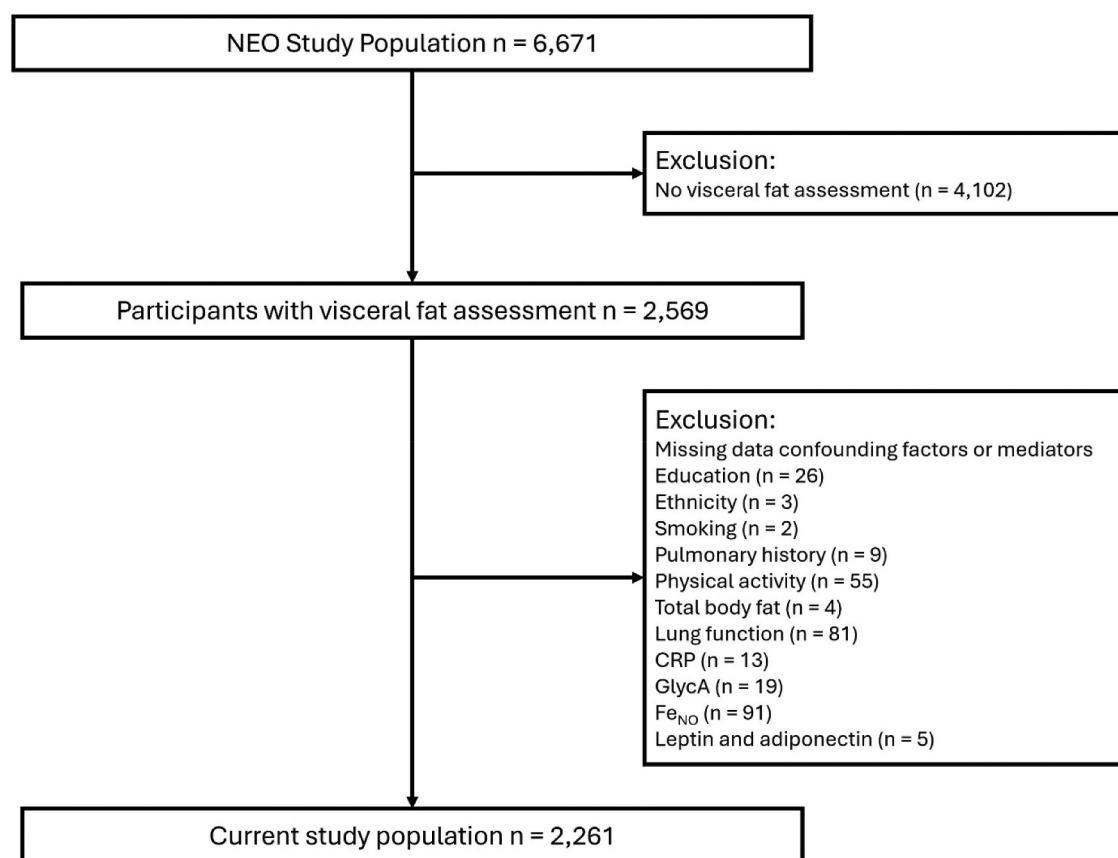 NEO Study Population n = 6,671
Exclusion:
No visceral fat assessment (n = 4,102)
Participants with visceral fat assessment n = 2,569
Exclusion:
Missing data confounding factors or mediators
Education (n = 26)
Ethnicity (n = 3)
Smoking (n = 2)
Pulmonary history (n = 9)
Physical activity (n = 55)
Total body fat (n = 4)
Lung function (n = 81)
CRP (n = 13)
GlycA (n = 19)
FeNO (n = 91)
Leptin and adiponectin (n = 5)
Current study population n = 2,261